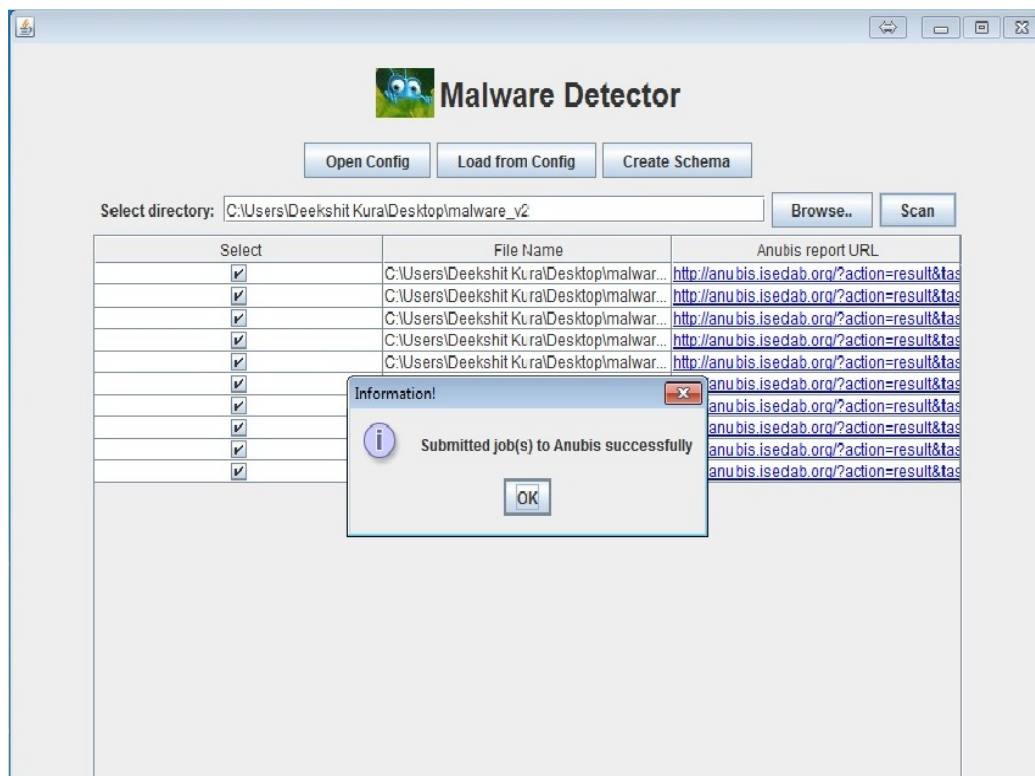 Malware Detector
Open Config Load from Config Create Schema
Select directory: C:\Users\Deekshit Kura\Desktop\malware_v2 Browse.. Scan
Select File Name Anubis report URL
C:\Users\Deekshit Kura\Desktop\malwar... http://anubis.isedab.org/?action=result&tas
C:\Users\Deekshit Kura\Desktop\malwar... http://anubis.isedab.org/?action=result&tas
C:\Users\Deekshit Kura\Desktop\malwar... http://anubis.isedab.org/?action=result&tas
C:\Users\Deekshit Kura\Desktop\malwar... http://anubis.isedab.org/?action=result&tas
C:\Users\Deekshit Kura\Desktop\malwar... http://anubis.isedab.org/?action=result&tas
anubis.isedab.org/?action=result&tas
anubis.isedab.org/?action=result&tas
anubis.isedab.org/?action=result&tas
anubis.isedab.org/?action=result&tas
anubis.isedab.org/?action=result&tas
Information!
Submitted job(s) to Anubis successfully
OK